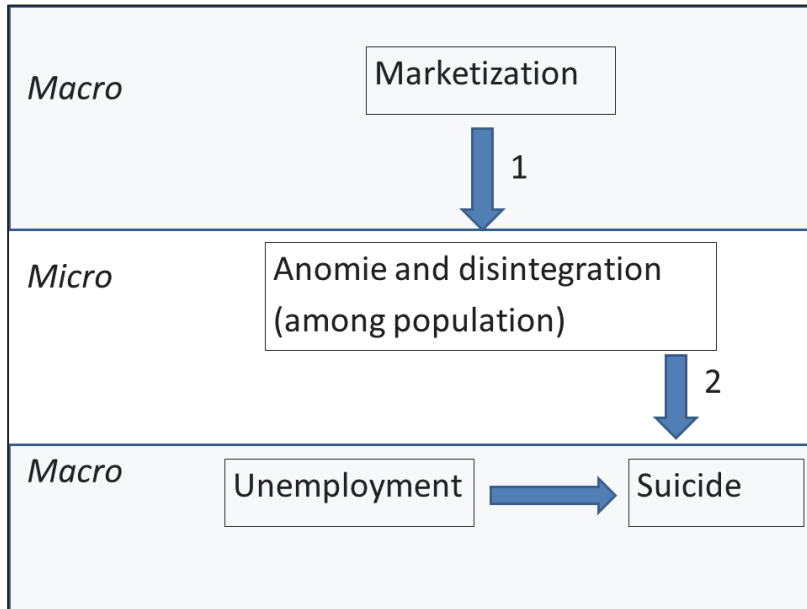 Macro
Marketization
1
Micro
Anomie and disintegration
(among population)
2
Macro
Unemployment
Suicide